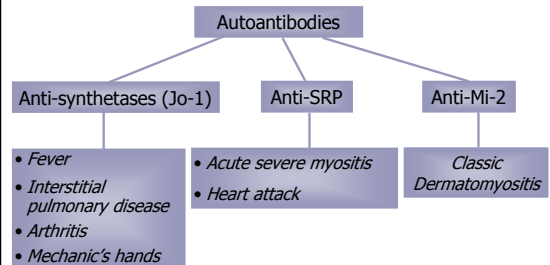 Autoantibodies
Anti-synthetases (Jo-1)
Anti-SRP
Anti-Mi-2
• Fever
• Interstitial
pulmonary disease
• Arthritis
• Mechanic's hands
• Acute severe myositis
• Heart attack
Classic
Dermatomyositis